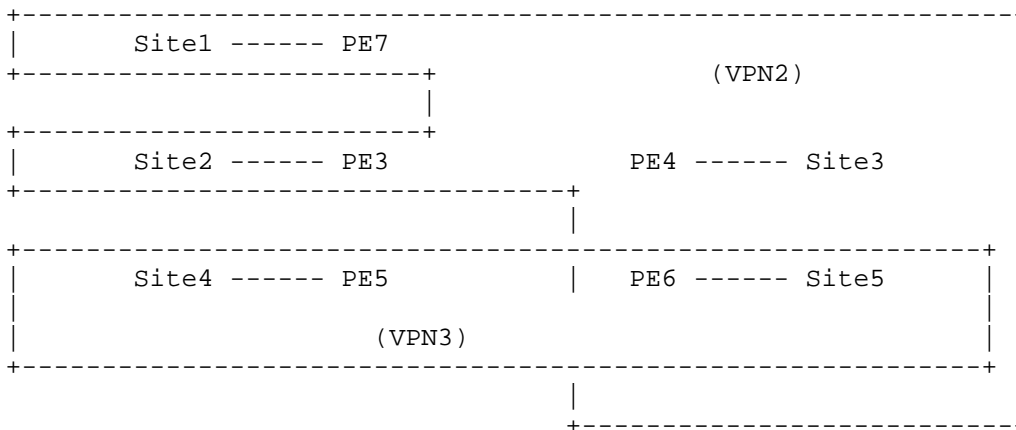 +--------------------------------------------------------------
|      Site1 ------ PE7
+-------------------------+                 (VPN2)
                          |
+-------------------------+
|      Site2 ------ PE3               PE4 ------ Site3
+----------------------------------+
                                   |
+------------------------------------------------------------+
|      Site4 ------ PE5            |  PE6 ------ Site5       |
|                                                            |
|                      (VPN3)                                |
+------------------------------------------------------------+
                                   |
                                   +---------------------------